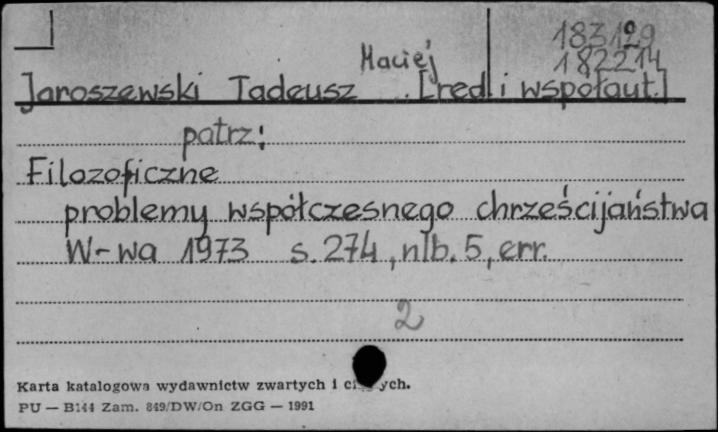 183129
182214
Maciej
Jaroszewski Tadeusz [red. i współaut.]
patrz:
Filozoficzne
problemy współczesnego chrześcijaństwa
W-wa 1973 s. 274, nlb. 5, err.
2
Karta katalogowa wydawnictw zwartych i ych.
PU — B144 Zam. 849/DW/On ZGG — 1991